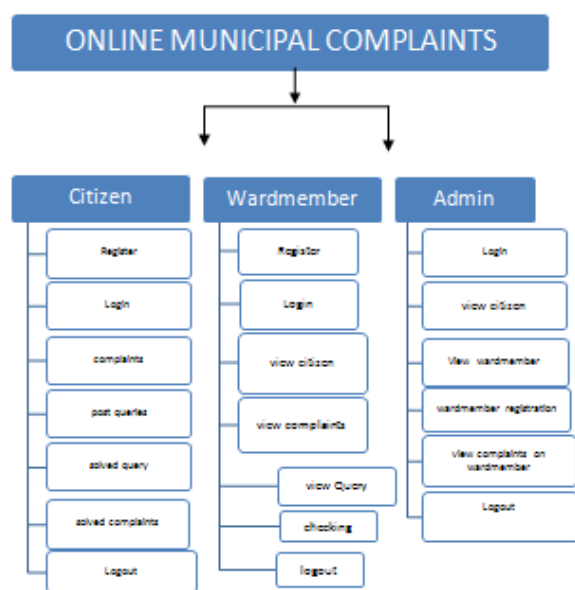 ONLINE MUNICIPAL COMPLAINTS
Citizen
Register
Login
complaints
post queries
solved query
solved complaints
Logout
Wardmember
Register
Login
view citizen
view complaints
view Query
checking
logout
Admin
Login
view citizen
View wardmember
wardmember registration
view complaints on
wardmember
Logout